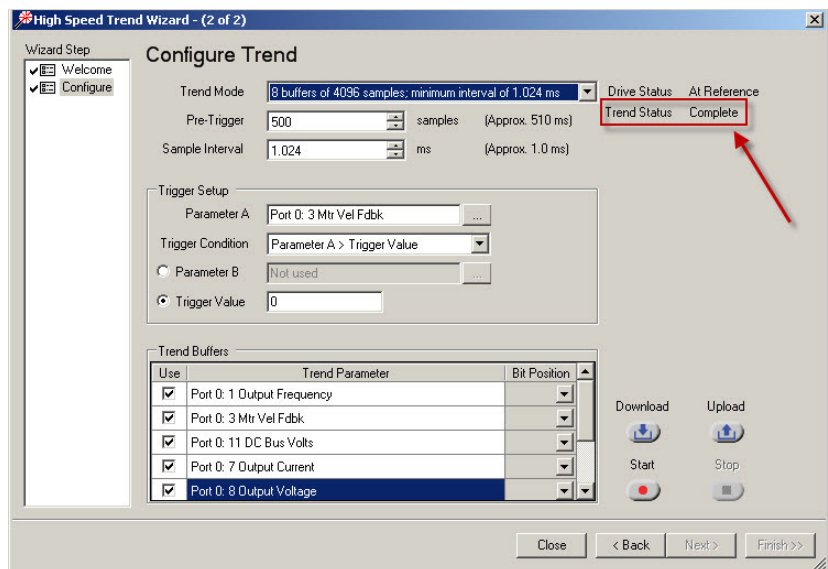 High Speed Trend Wizard - (2 of 2)
Wizard Step
Welcome
Configure
Configure Trend
Trend Mode 8 buffers of 4096 samples; minimum interval of 1.024 ms
Drive Status At Reference
Pre-Trigger 500 samples (Approx. 510 ms)
Trend Status Complete
Sample Interval 1.024 ms (Approx. 1.0 ms)
Trigger Setup
Parameter A Port 0: 3 Mtr Vel Fdbk ...
Trigger Condition Parameter A > Trigger Value
Parameter B Not used ...
Trigger Value 0
Trend Buffers
Use Trend Parameter Bit Position
Port 0: 1 Output Frequency
Port 0: 3 Mtr Vel Fdbk
Port 0: 11 DC Bus Volts
Port 0: 7 Output Current
Port 0: 8 Output Voltage
Download Upload
Start Stop
Close < Back Next > Finish >>